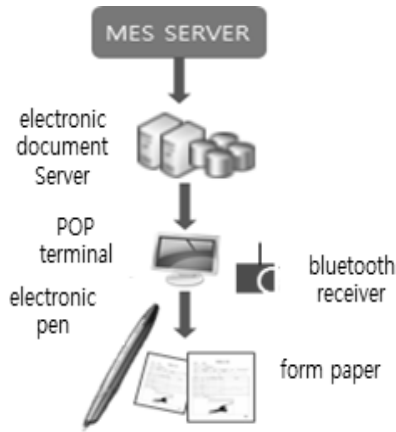 MES SERVER
electronic
document
Server
POP
terminal
bluetooth
receiver
electronic
pen
form paper